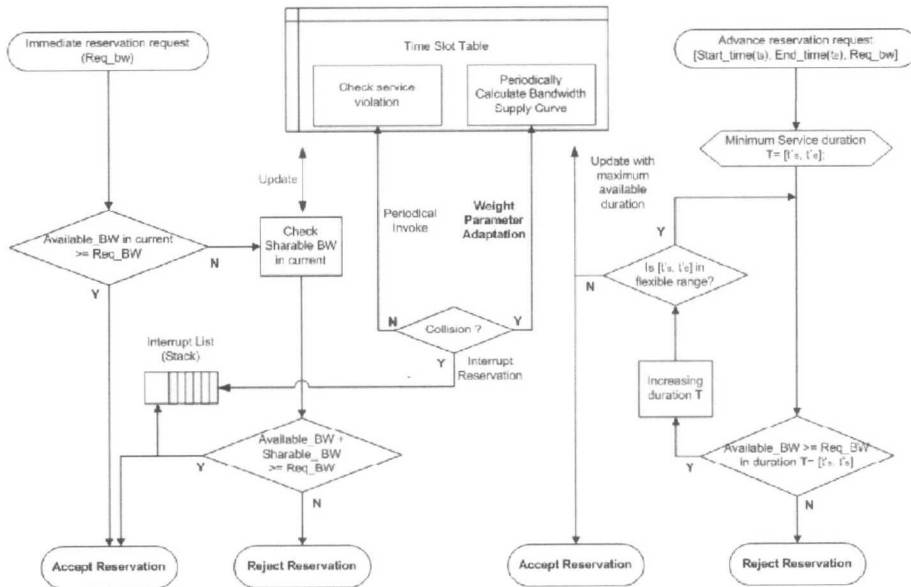 Immediate reservation request
(Req_bw)
Time Slot Table
Check service
violation
Periodically
Calculate Bandwidth
Supply Curve
Advance reservation request
[Start_time(ts), End_time(te), Req_bw]
Minimum Service duration
T= [t's, t'e];
Update
Update with
maximum
available
duration
Periodical
Invoke
Weight
Parameter
Adaptation
Available_BW in current
>= Req_BW
N
Y
Check
Sharable BW
in current
Y
Is [t's, t'e] in
flexible range?
N
N
Collision ?
Y
Y
Interrupt
Reservation
Interrupt List
(Stack)
Increasing
duration T
Available_BW +
Sharable_BW
>= Req_BW
Y
N
Available_BW >= Req_BW
in duration T= [t's, t'e]
Y
N
Accept Reservation
Reject Reservation
Accept Reservation
Reject Reservation